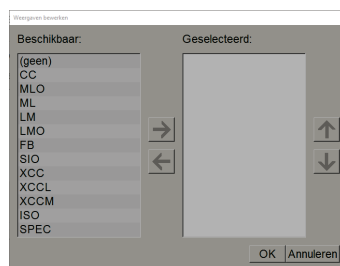 Weergaven bewerken
Beschikbaar:
Geselecteerd:
(geen)
CC
MLO
ML
LM
LMO
FB
SIO
XCC
XCCL
XCCM
ISO
SPEC
OK
Annuleren